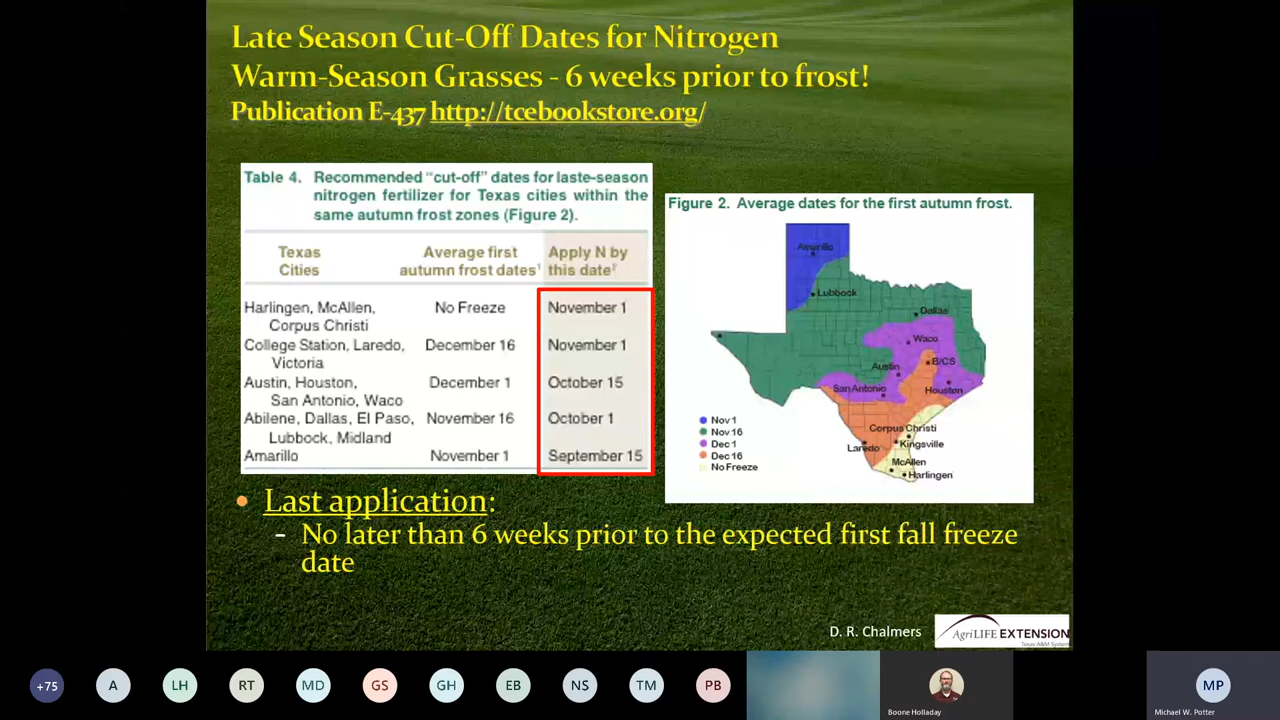 Late Season Cut-Off Dates for Nitrogen
Warm-Season Grasses - 6 weeks prior to frost!
Publication E-437 http://tcebookstore.org/
Table 4. Recommended "cut-off" dates for laste-season
nitrogen fertilizer for Texas cities within the
same autumn frost zones (Figure 2).
Texas Cities Average first autumn frost dates¹ Apply N by this date²
Harlingen, McAllen, No Freeze November 1
Corpus Christi
College Station, Laredo, December 16 November 1
Victoria
Austin, Houston, December 1 October 15
San Antonio, Waco
Abilene, Dallas, El Paso, November 16 October 1
Lubbock, Midland
Amarillo November 1 September 15
Figure 2. Average dates for the first autumn frost.
Amarillo
Lubbock
Dallas
Waco
B/CS
Austin
San Antonio
Houston
Corpus Christi
Kingsville
Laredo
McAllen
Harlingen
Nov 1
Nov 16
Dec 1
Dec 16
No Freeze
• Last application:
- No later than 6 weeks prior to the expected first fall freeze
date
D. R. Chalmers
AgriLIFE EXTENSION
Texas A&M System
+75 A LH RT MD GS GH EB NS TM PB MP
Boone Holladay
Michael W. Potter